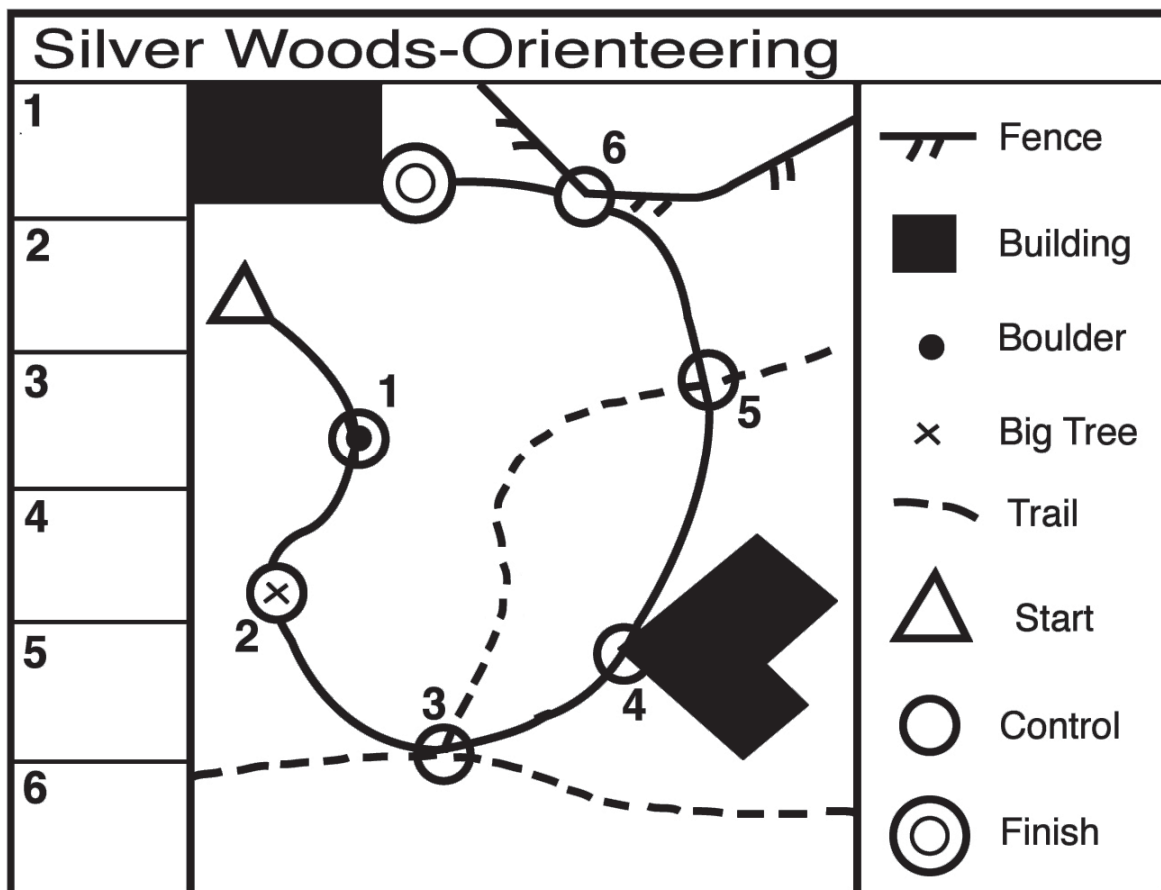 Silver Woods-Orienteering
1
2
3
4
5
6
6
1
5
2
4
3
Fence
Building
Boulder
Big Tree
Trail
Start
Control
Finish